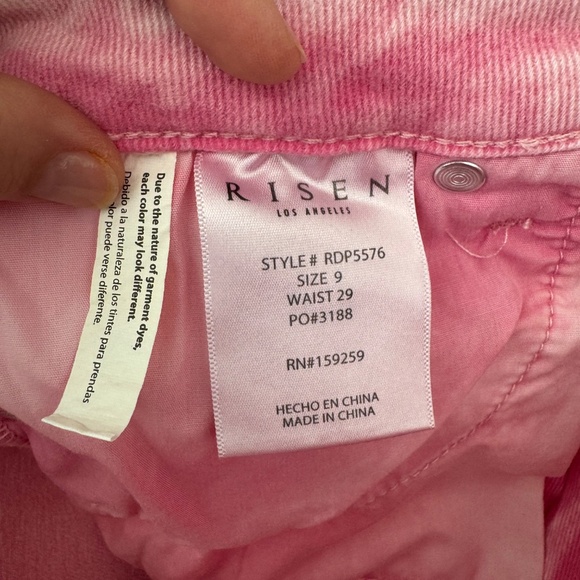 Due to the nature of garment dyes,
each color may look different.
Debido a la naturaleza de los tintes para prendas
color puede verse diferente.
RISEN
LOS ANGELES
STYLE # RDP5576
SIZE 9
WAIST 29
PO#3188
RN#159259
HECHO EN CHINA
MADE IN CHINA